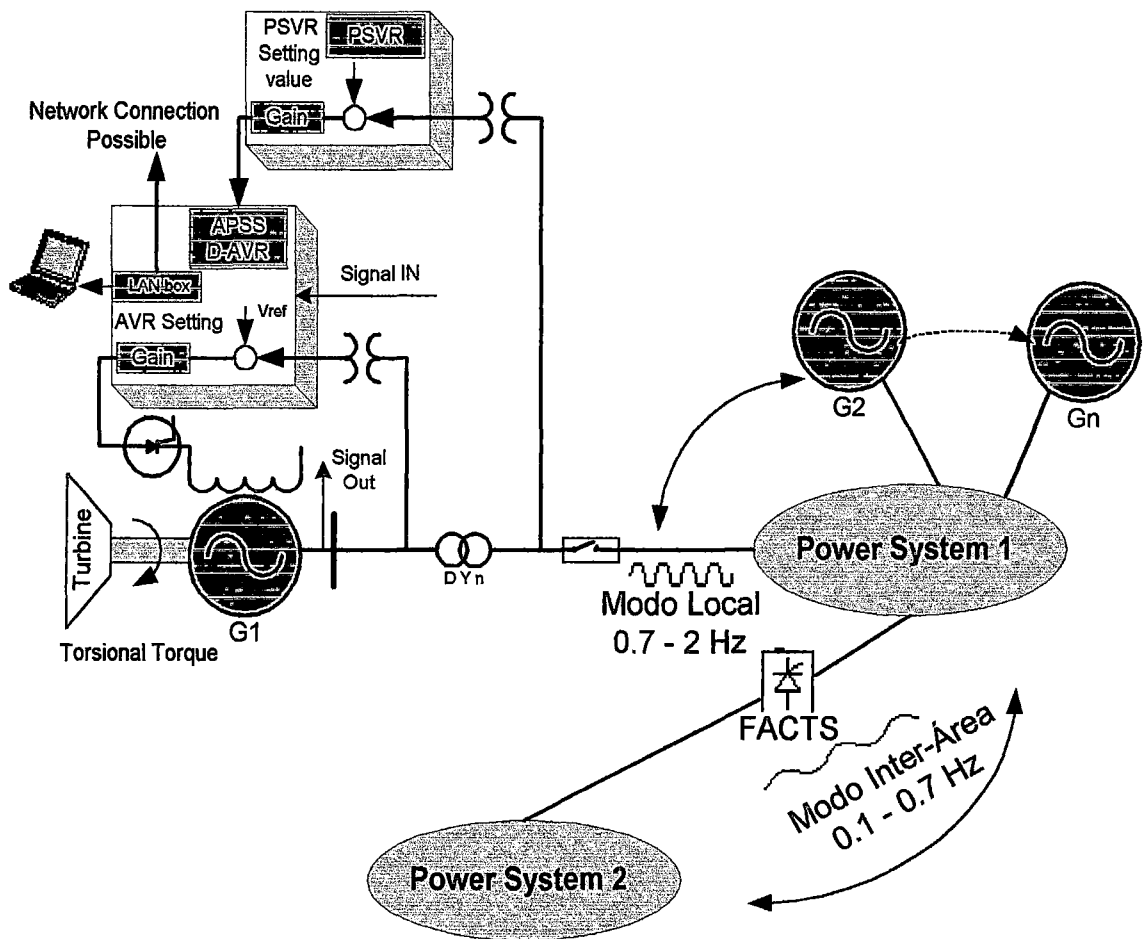 PSVR
Setting
value
PSVR
Gain
Network Connection
Possible
APSS
D-AVR
LAN box
Signal IN
AVR Setting
Vref
Gain
Signal
Out
Turbine
G1
Torsional Torque
D Y n
G2
Gn
Power System 1
Modo Local
0.7 - 2 Hz
FACTS
Modo Inter-Área
0.1 - 0.7 Hz
Power System 2